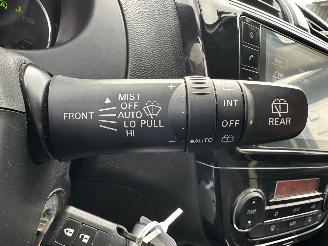 MIST
OFF
FRONT AUTO
LO PULL
HI
+
-
●AUTO
INT
OFF
REAR